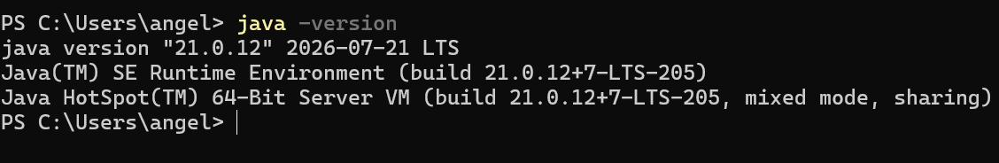 PS C:\Users\angel> java -version
java version "21.0.12" 2026-07-21 LTS
Java(TM) SE Runtime Environment (build 21.0.12+7-LTS-205)
Java HotSpot(TM) 64-Bit Server VM (build 21.0.12+7-LTS-205, mixed mode, sharing)
PS C:\Users\angel>